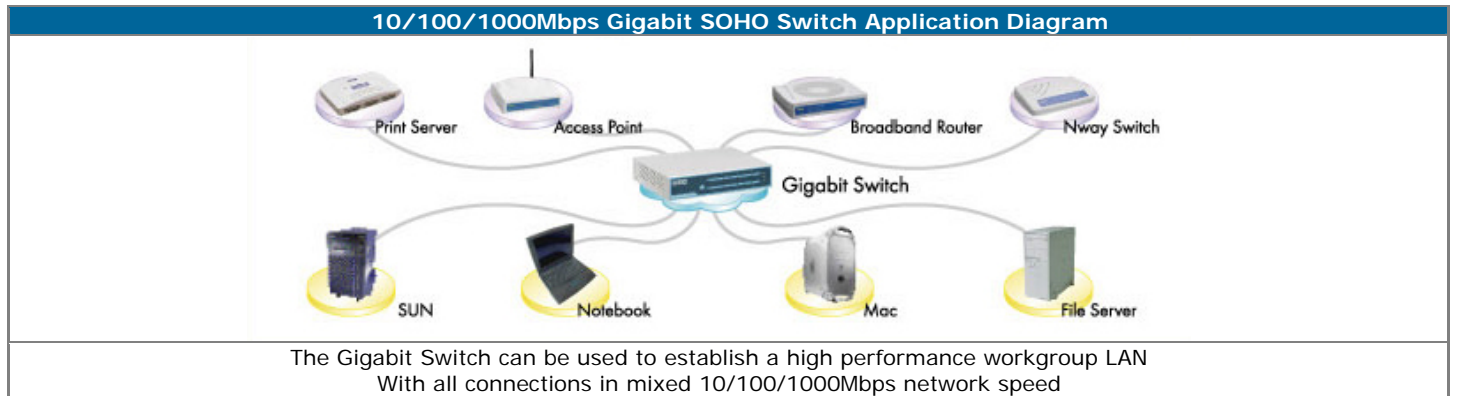 10/100/1000Mbps Gigabit SOHO Switch Application Diagram
Print Server
Access Point
Broadband Router
Nway Switch
Gigabit Switch
SUN
Notebook
Mac
File Server
The Gigabit Switch can be used to establish a high performance workgroup LAN
With all connections in mixed 10/100/1000Mbps network speed